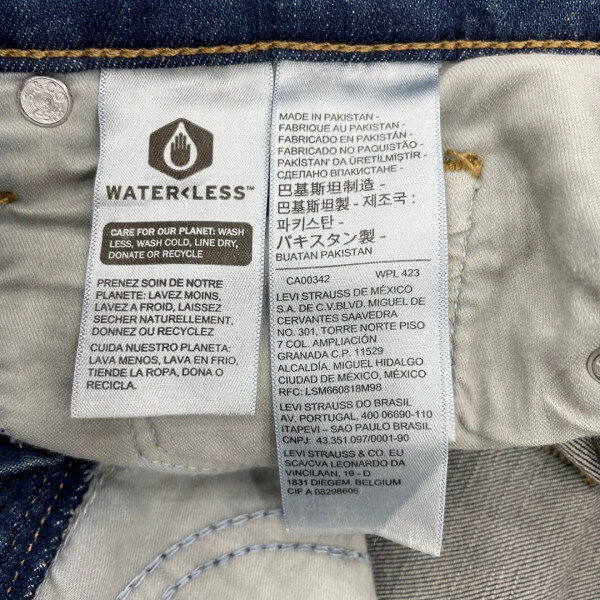 WATER<LESS™
CARE FOR OUR PLANET: WASH
LESS, WASH COLD, LINE DRY,
DONATE OR RECYCLE
PRENEZ SOIN DE NOTRE
PLANETE: LAVEZ MOINS,
LAVEZ A FROID, LAISSEZ
SECHER NATURELLEMENT,
DONNEZ OU RECYCLEZ
CUIDA NUESTRO PLANETA:
LAVA MENOS, LAVA EN FRIO,
TIENDE LA ROPA, DONA O
RECICLA.
MADE IN PAKISTAN -
FABRIQUE AU PAKISTAN -
FABRICADO EN PAKISTÁN -
FABRICADO NO PAQUISTÃO -
PAKİSTAN'DA ÜRETİLMİŞTİR -
СДЕЛАНО ВПАКИСТАНЕ -
巴基斯坦制造 -
巴基斯坦製 - 제조국 :
파키스탄 -
パキスタン製 -
BUATAN PAKISTAN
CA00342 WPL 423
LEVI STRAUSS DE MÉXICO
S.A. DE C.V.BLVD. MIGUEL DE
CERVANTES SAAVEDRA
NO. 301, TORRE NORTE PISO
7 COL. AMPLIACIÓN
GRANADA C.P. 11529
ALCALDÍA. MIGUEL HIDALGO
CIUDAD DE MÉXICO, MÉXICO
RFC: LSM660818M98
LEVI STRAUSS DO BRASIL
AV. PORTUGAL, 400 06690-110
ITAPEVI – SAO PAULO BRASIL
CNPJ: 43.351.097/0001-90
LEVI STRAUSS & CO. EU
SCA/CVA LEONARDO DA
VINCILAAN, 19 - D
1831 DIEGEM, BELGIUM
CIF A 08298606